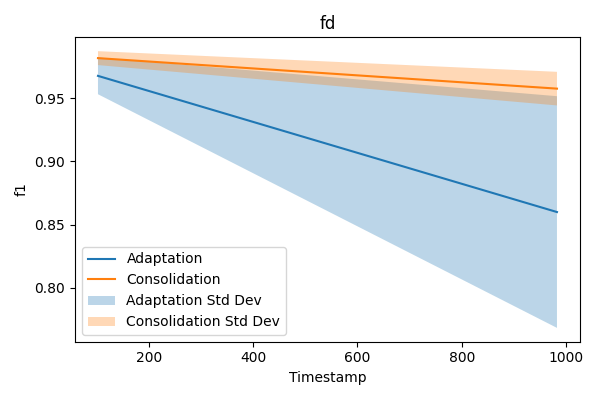 fd
f1
0.95
0.90
0.85
0.80
Adaptation
Consolidation
Adaptation Std Dev
Consolidation Std Dev
200 400 600 800 1000
Timestamp